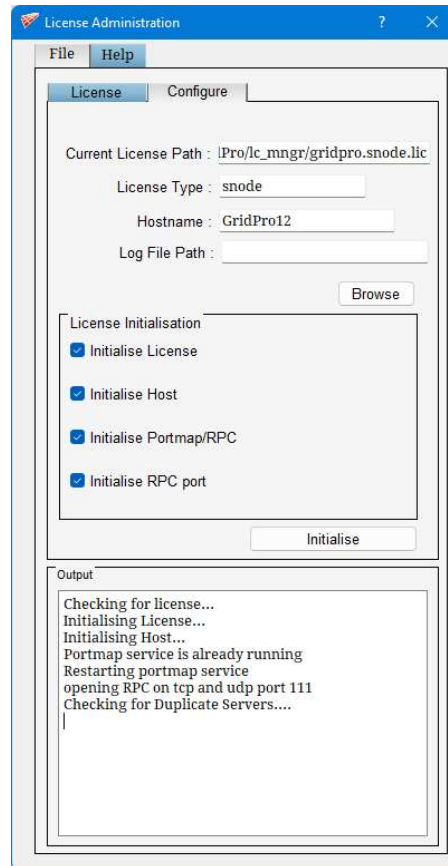 License Administration
?
File Help
License Configure
Current License Path : lPro/lc_mngr/gridpro.snode.lic
License Type : snode
Hostname : GridPro12
Log File Path :
Browse
License Initialisation
Initialise License
Initialise Host
Initialise Portmap/RPC
Initialise RPC port
Initialise
Output
Checking for license...
Initialising License...
Initialising Host...
Portmap service is already running
Restarting portmap service
opening RPC on tcp and udp port 111
Checking for Duplicate Servers....